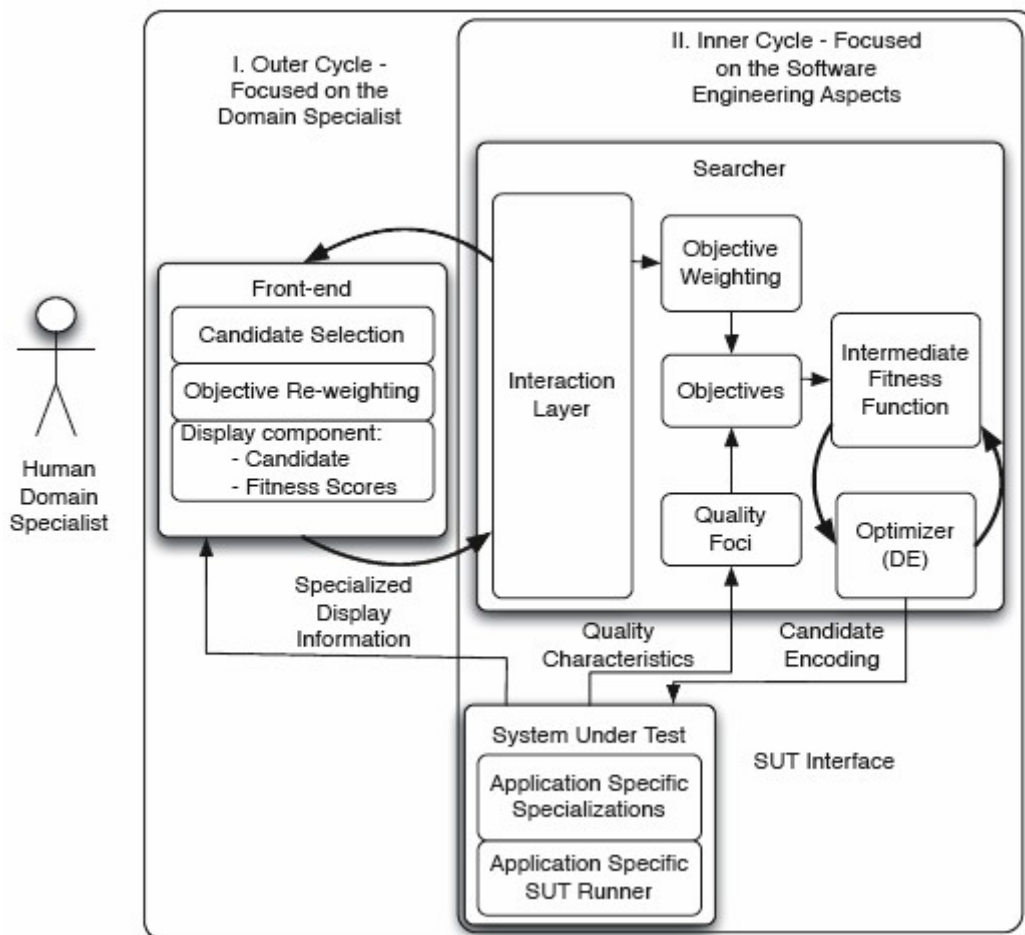 I. Outer Cycle -
Focused on the
Domain Specialist
II. Inner Cycle - Focused
on the Software
Engineering Aspects
Searcher
Front-end
Candidate Selection
Objective Re-weighting
Display component:
- Candidate
- Fitness Scores
Human
Domain
Specialist
Interaction
Layer
Objective
Weighting
Objectives
Intermediate
Fitness
Function
Quality
Foci
Optimizer
(DE)
Specialized
Display
Information
Quality
Characteristics
Candidate
Encoding
System Under Test
Application Specific
Specializations
Application Specific
SUT Runner
SUT Interface